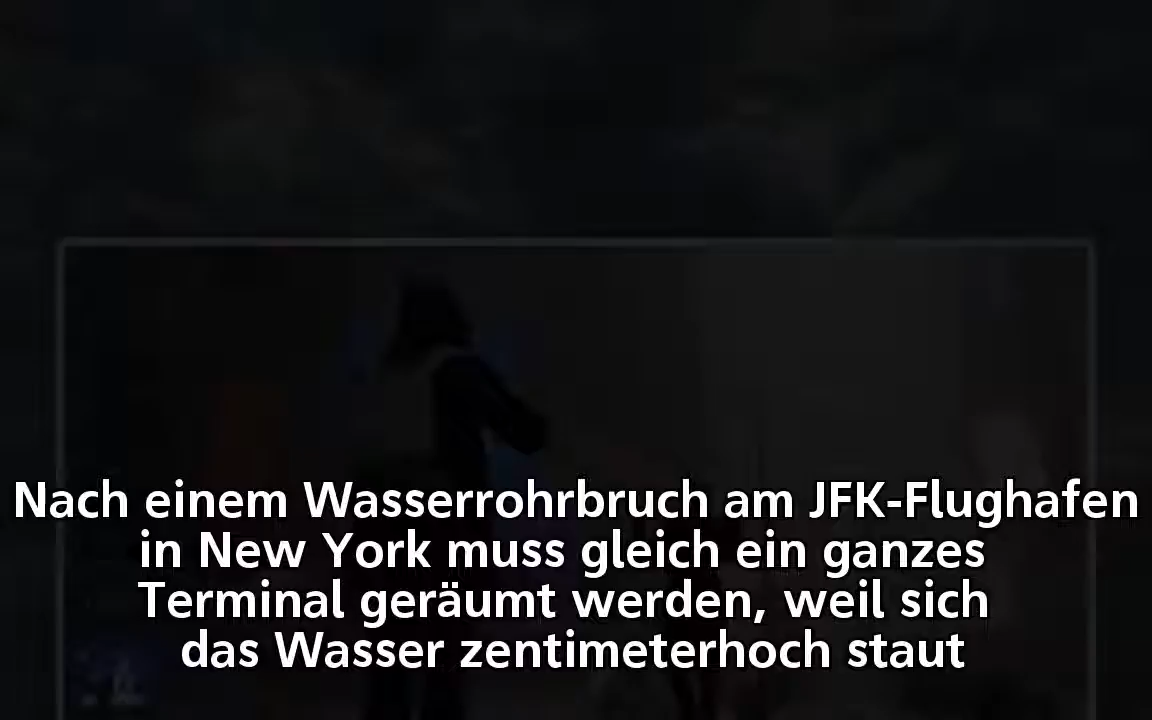 Nach einem Wasserrohrbruch am JFK-Flughafen
in New York muss gleich ein ganzes
Terminal geräumt werden, weil sich
das Wasser zentimeterhoch staut